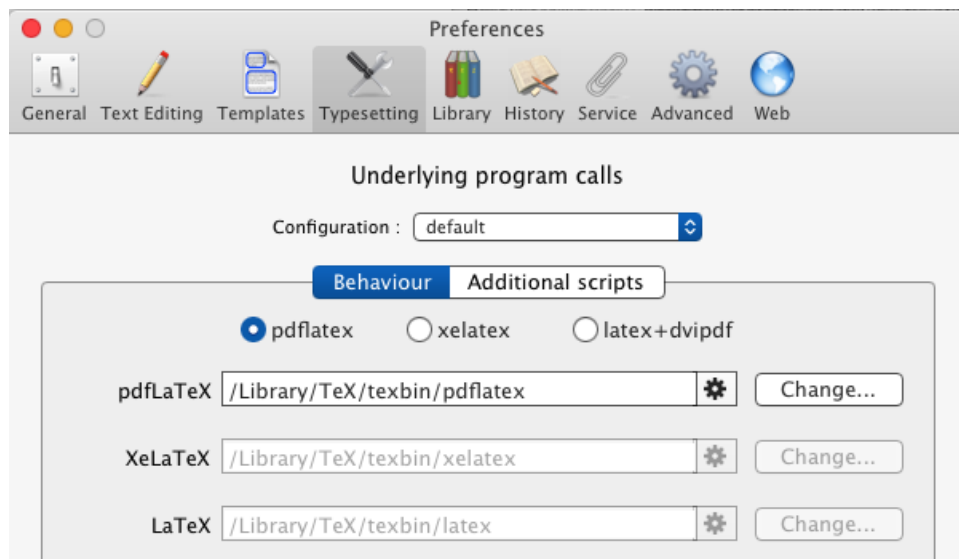 Preferences
General Text Editing Templates Typesetting Library History Service Advanced Web
Underlying program calls
Configuration : default
Behaviour Additional scripts
pdflatex xelatex latex+dvipdf
pdfLaTeX /Library/TeX/texbin/pdflatex Change...
XeLaTeX /Library/TeX/texbin/xelatex Change...
LaTeX /Library/TeX/texbin/latex Change...